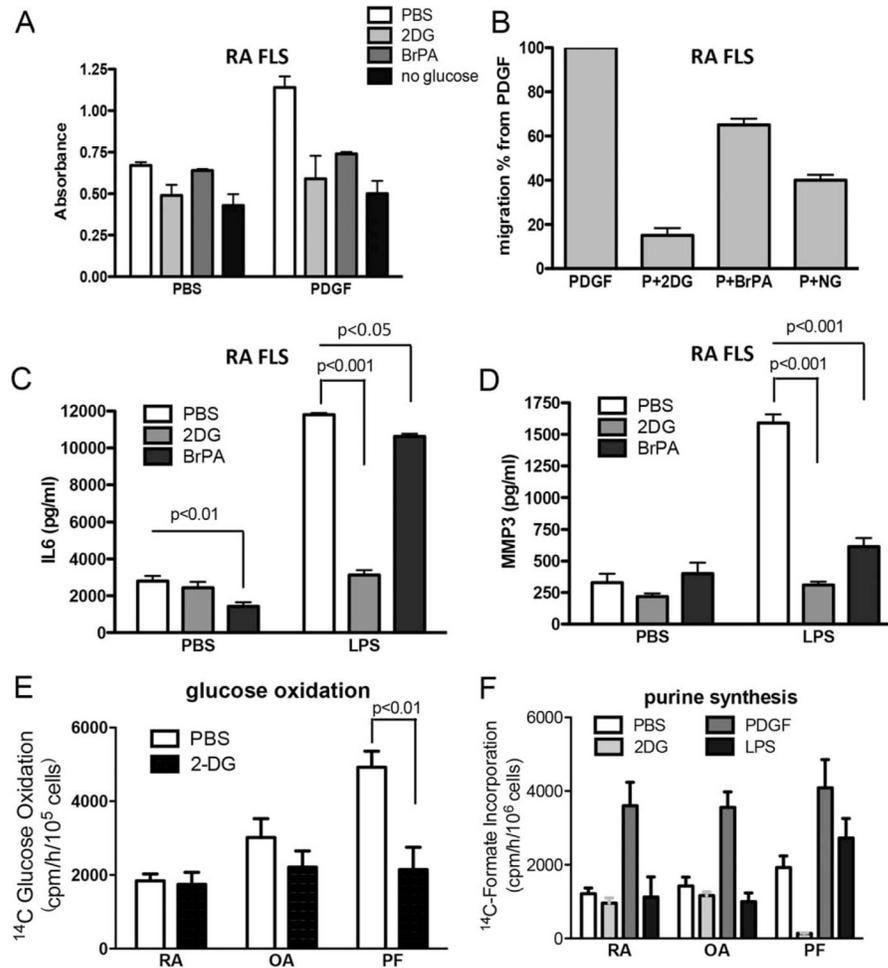 A
RA FLS
PBS
2DG
BrPA
no glucose
Absorbance
1.25
1.00
0.75
0.50
0.25
0.00
PBS PDGF
B
RA FLS
migration % from PDGF
100
80
60
40
20
0
PDGF P+2DG P+BrPA P+NG
C
RA FLS
p<0.05
p<0.001
p<0.01
PBS
2DG
BrPA
IL6 (pg/ml)
12000
10000
8000
6000
4000
2000
0
PBS LPS
D
RA FLS
p<0.001
p<0.001
PBS
2DG
BrPA
MMP3 (pg/ml)
1750
1500
1250
1000
750
500
250
0
PBS LPS
E
glucose oxidation
p<0.01
PBS
2-DG
¹⁴C Glucose Oxidation
(cpm/h/10⁵ cells)
6000
4000
2000
0
RA OA PF
F
purine synthesis
PBS PDGF
2DG LPS
¹⁴C-Formate Incorporation
(cpm/h/10⁶ cells)
6000
4000
2000
0
RA OA PF